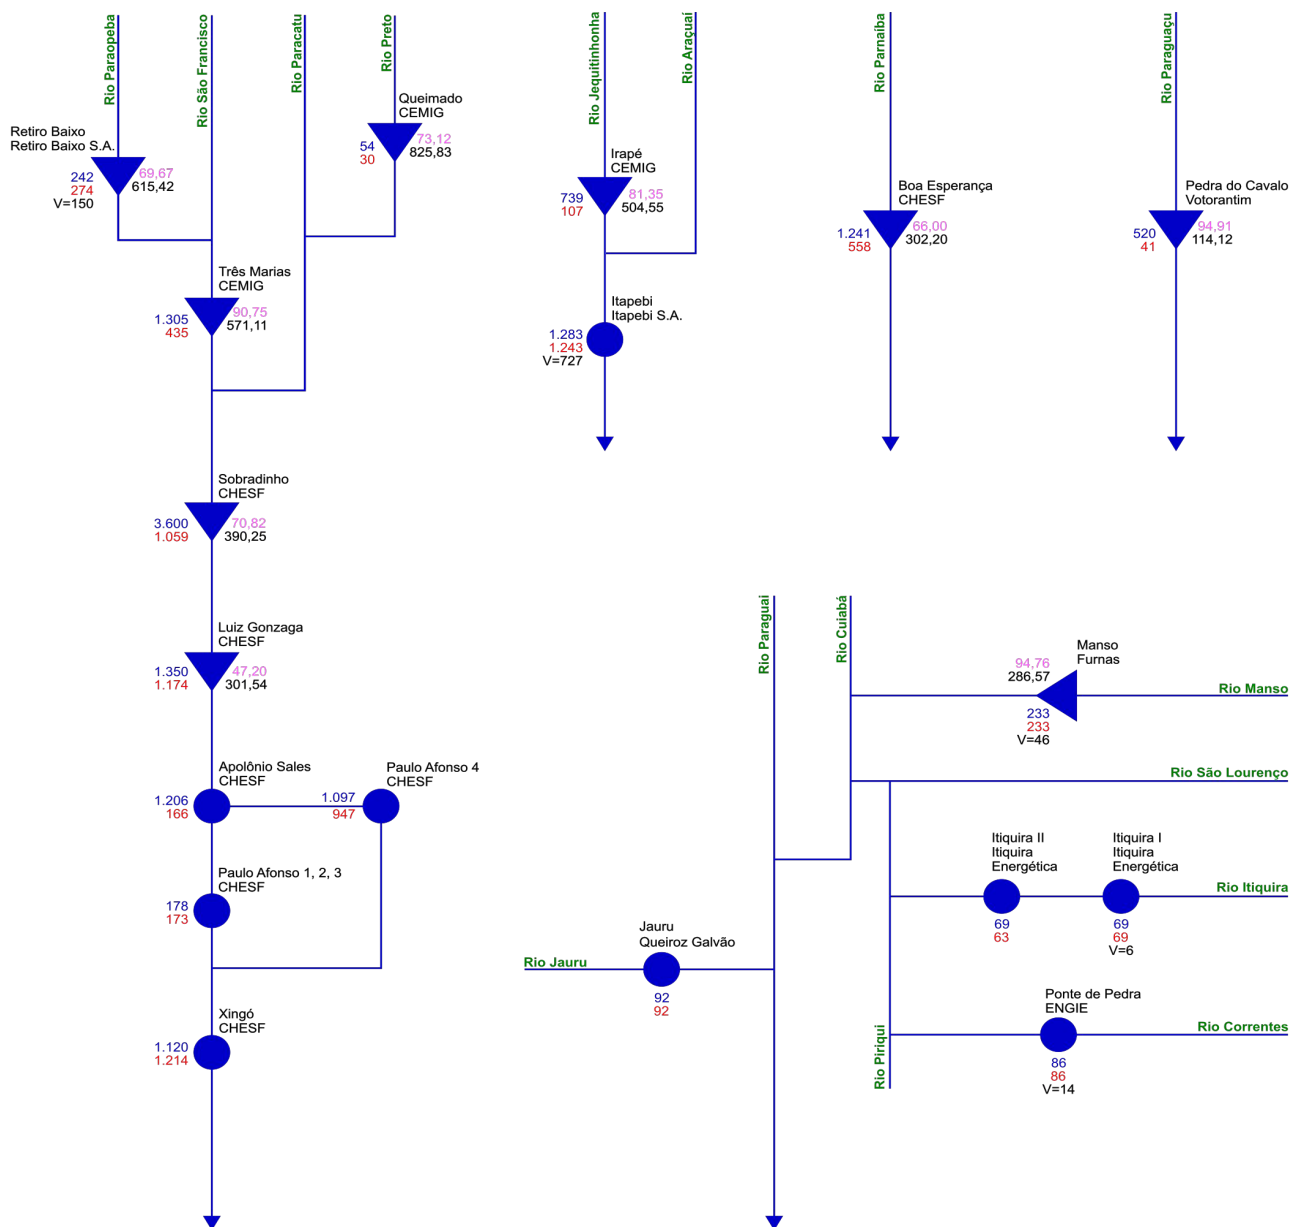 Rio Paraopeba
Rio São Francisco
Rio Paracatu
Rio Preto
Retiro Baixo
Retiro Baixo S.A.
242
274
V=150
69,67
615,42
Queimado
CEMIG
54
30
73,12
825,83
Três Marias
CEMIG
1.305
435
90,75
571,11
Sobradinho
CHESF
3.600
1.059
70,82
390,25
Luiz Gonzaga
CHESF
1.350
1.174
47,20
301,54
Apolônio Sales
CHESF
1.206
166
Paulo Afonso 4
CHESF
1.097
947
Paulo Afonso 1, 2, 3
CHESF
178
173
Xingó
CHESF
1.120
1.214
Rio Jequitinhonha
Rio Araçuaí
Irapé
CEMIG
739
107
81,35
504,55
Itapebi
Itapebi S.A.
1.283
1.243
V=727
Rio Parnaiba
Boa Esperança
CHESF
1.241
558
66,00
302,20
Rio Paraguaçu
Pedra do Cavalo
Votorantim
520
41
94,91
114,12
Rio Paraguai
Rio Cuiabá
Manso
Furnas
94,76
286,57
233
233
V=46
Rio Manso
Rio São Lourenço
Itiquira II
Itiquira
Energética
69
63
Itiquira I
Itiquira
Energética
69
69
V=6
Rio Itiquira
Jauru
Queiroz Galvão
Rio Jauru
92
92
Ponte de Pedra
ENGIE
86
86
V=14
Rio Correntes
Rio Piriqui